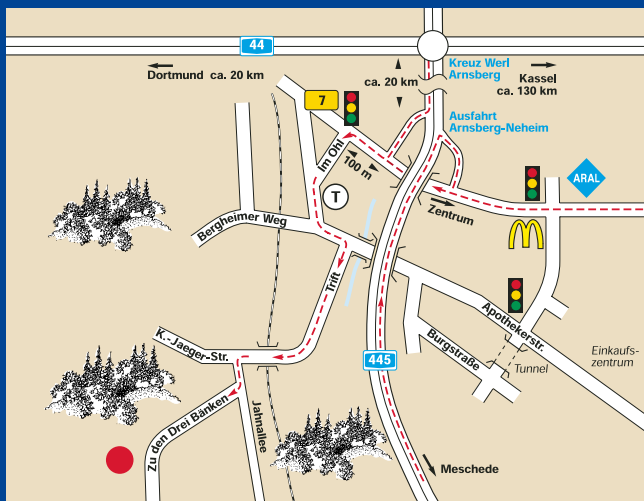 44
Kreuz Werl
Arnsberg
Dortmund ca. 20 km
ca. 20 km
Kassel
ca. 130 km
7
Ausfahrt
Arnsberg-Neheim
Im Ohl
100 m
ARAL
T
Zentrum
Bergheimer Weg
Trift
Apothekerstr.
K.-Jaeger-Str.
445
Burgstraße
Einkaufs-
zentrum
Tunnel
Zu den Drei Bänken
Jahnallee
Meschede